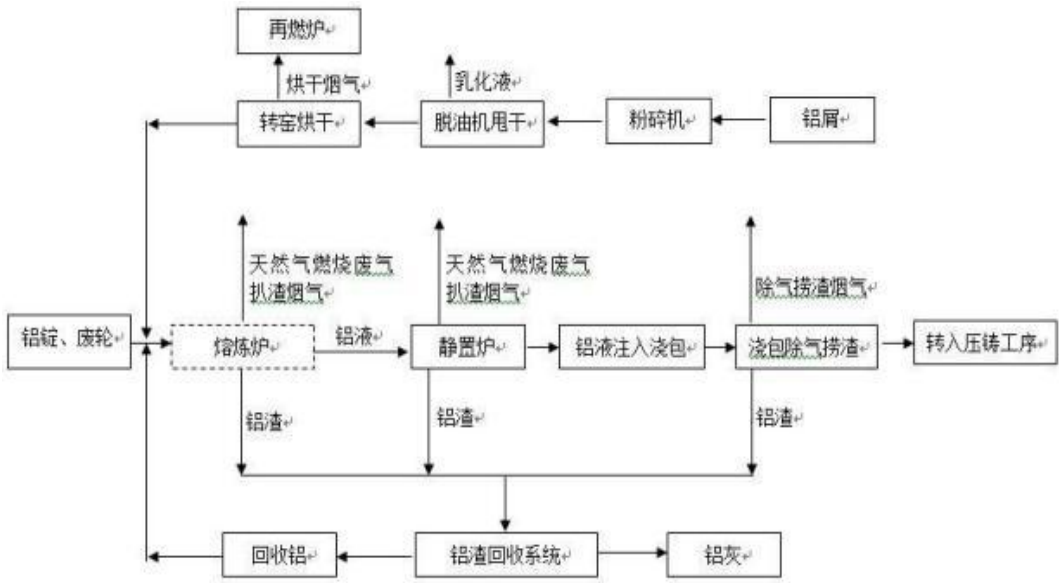 再燃炉
烘干烟气
乳化液
转窑烘干
脱油机甩干
粉碎机
铝屑
天然气燃烧废气
扒渣烟气
天然气燃烧废气
扒渣烟气
除气捞渣烟气
铝锭、废轮
熔炼炉
铝液
静置炉
铝液注入浇包
浇包除气捞渣
转入压铸工序
铝渣
铝渣
铝渣
回收铝
铝渣回收系统
铝灰